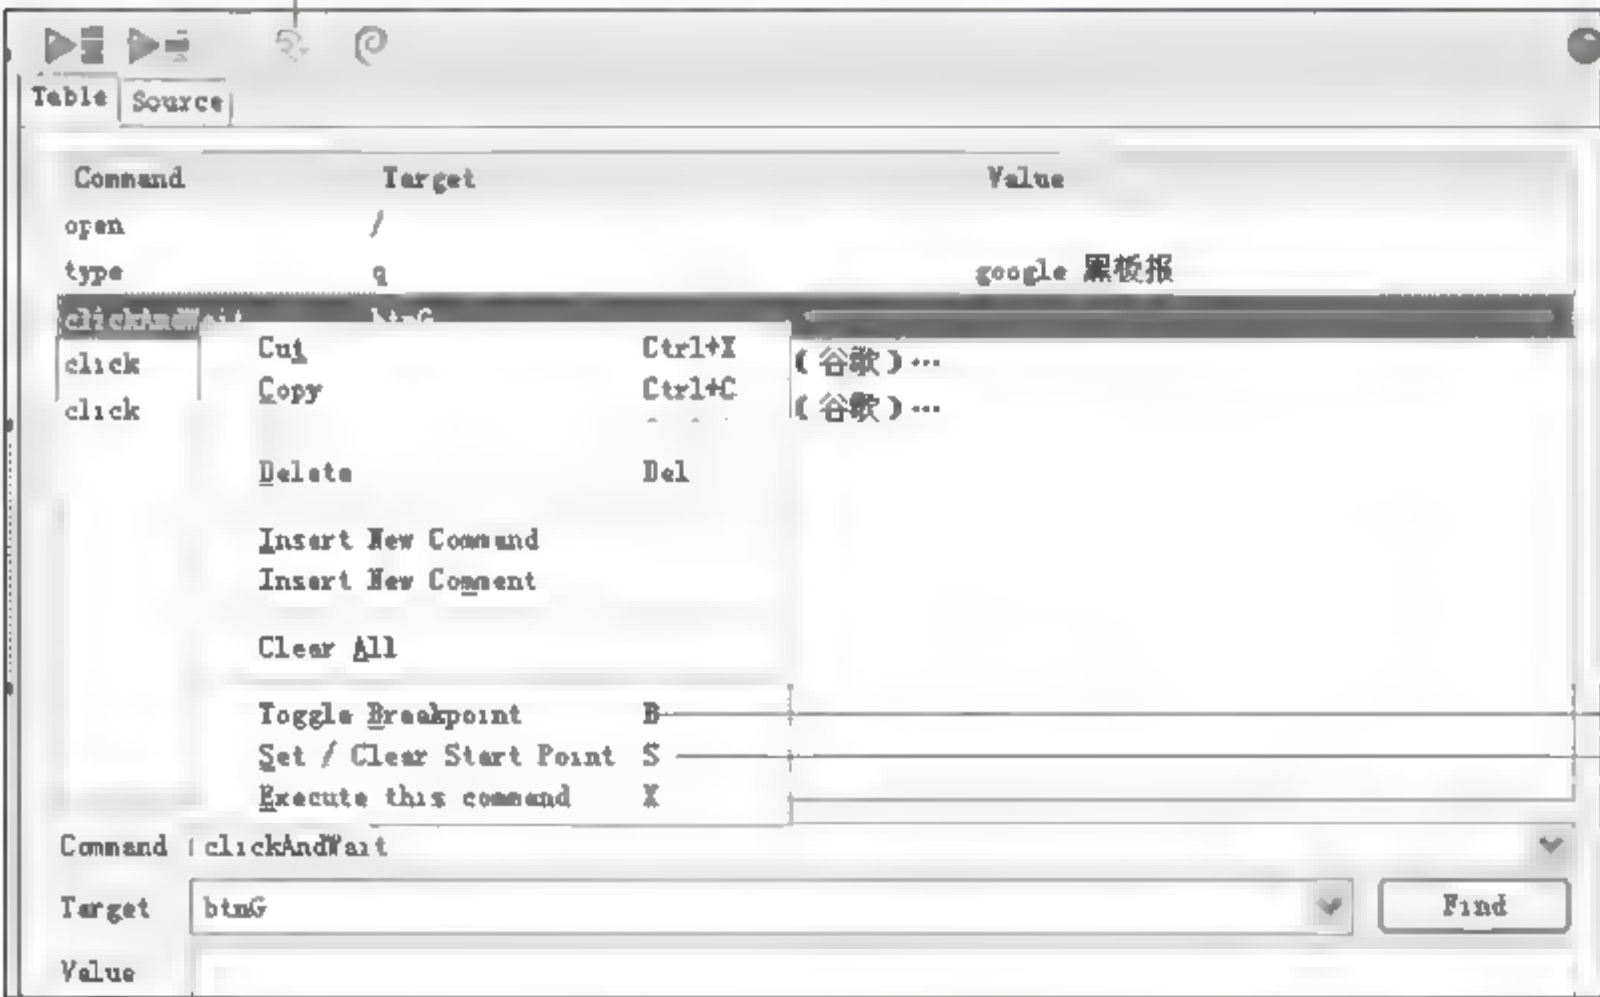 Table Source
Command Target Value
open /
type q google 黑板报
clickAndWait btnG
click (谷歌)…
click (谷歌)…
Cut Ctrl+X
Copy Ctrl+C
Delete Del
Insert New Command
Insert New Comment
Clear All
Toggle Breakpoint B
Set / Clear Start Point S
Execute this command X
Command clickAndWait
Target btnG Find
Value